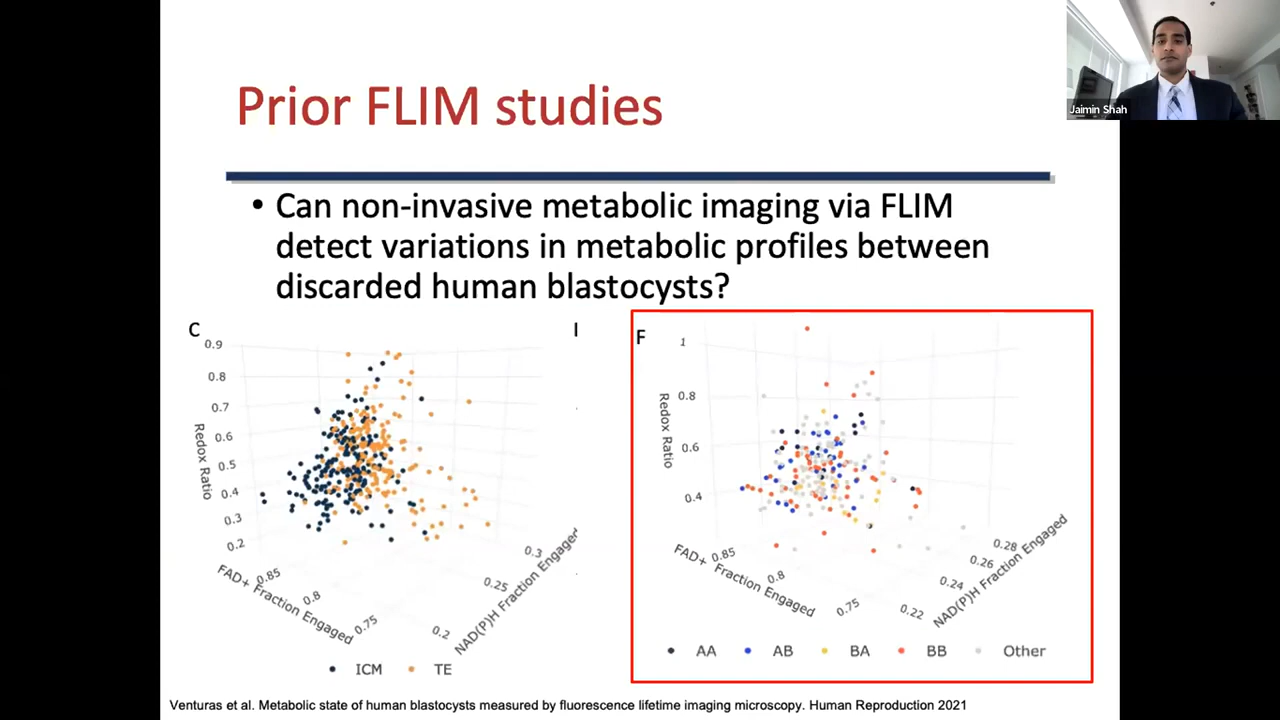 Jaimin Shah
Prior FLIM studies
• Can non-invasive metabolic imaging via FLIM
detect variations in metabolic profiles between
discarded human blastocysts?
C
0.9
0.8
0.7
0.6
0.5
0.4
0.3
0.2
Redox Ratio
FAD+ Fraction Engaged
0.85
0.8
0.75
0.2
0.25
0.3
NAD(P)H Fraction Engaged
ICM TE
I
F
1
0.8
0.6
0.4
Redox Ratio
FAD+ Fraction Engaged
0.85
0.8
0.75
0.22
0.24
0.26
0.28
NAD(P)H Fraction Engaged
AA AB BA BB Other
Venturas et al. Metabolic state of human blastocysts measured by fluorescence lifetime imaging microscopy. Human Reproduction 2021